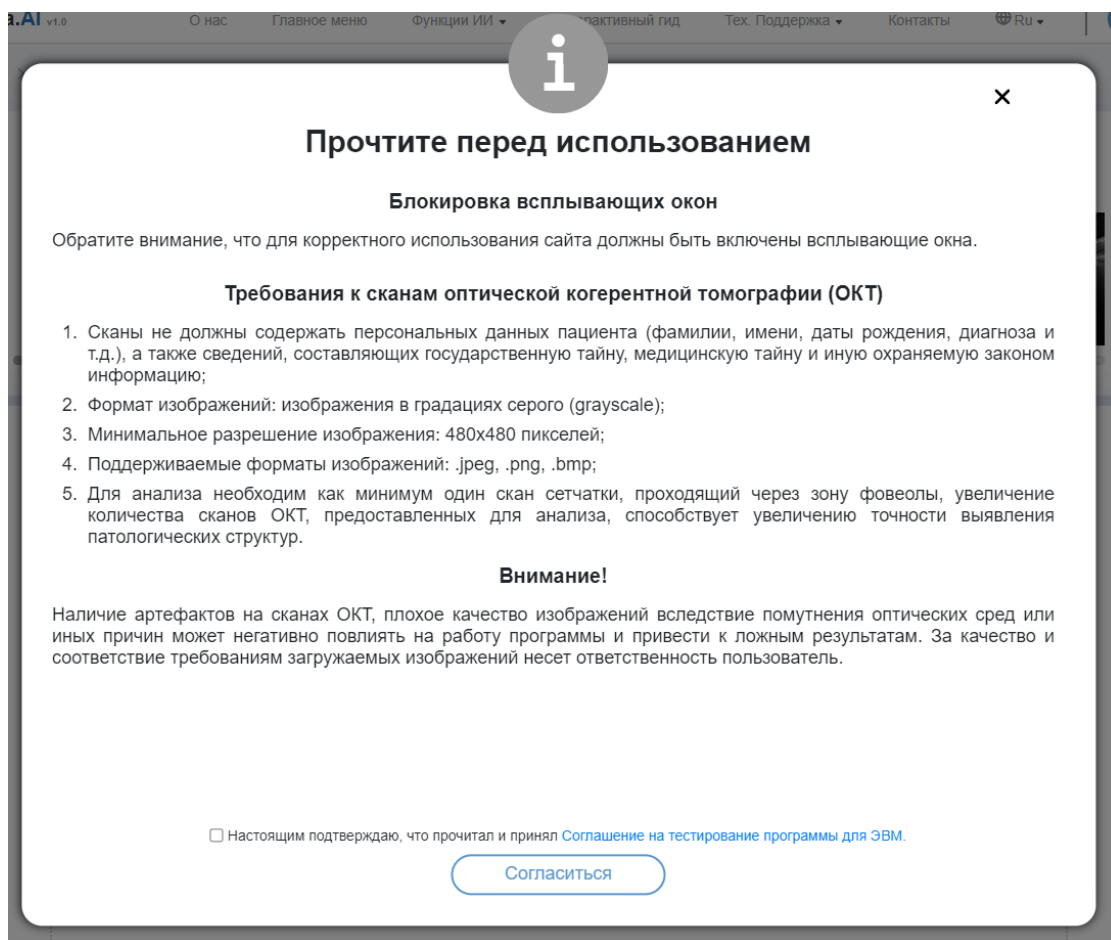 a.AI v1.0 О нас Главное меню Функции ИИ рактивный гид Тех. Поддержка Контакты Ru
i
×
Прочтите перед использованием
Блокировка всплывающих окон
Обратите внимание, что для корректного использования сайта должны быть включены всплывающие окна.
Требования к сканам оптической когерентной томографии (ОКТ)
1. Сканы не должны содержать персональных данных пациента (фамилии, имени, даты рождения, диагноза и
т.д.), а также сведений, составляющих государственную тайну, медицинскую тайну и иную охраняемую законом
информацию;
2. Формат изображений: изображения в градациях серого (grayscale);
3. Минимальное разрешение изображения: 480x480 пикселей;
4. Поддерживаемые форматы изображений: .jpeg, .png, .bmp;
5. Для анализа необходим как минимум один скан сетчатки, проходящий через зону фовеолы, увеличение
количества сканов ОКТ, предоставленных для анализа, способствует увеличению точности выявления
патологических структур.
Внимание!
Наличие артефактов на сканах ОКТ, плохое качество изображений вследствие помутнения оптических сред или
иных причин может негативно повлиять на работу программы и привести к ложным результатам. За качество и
соответствие требованиям загружаемых изображений несет ответственность пользователь.
Настоящим подтверждаю, что прочитал и принял Соглашение на тестирование программы для ЭВМ.
Согласиться